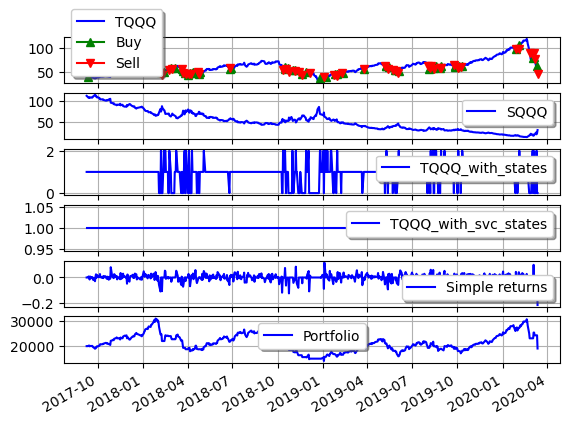 TQQQ
Buy
Sell
100
50
100
50
SQQQ
2
0
TQQQ_with_states
1.05
1.00
0.95
TQQQ_with_svc_states
0.0
−0.2
Simple returns
30000
20000
Portfolio
2017-10 2018-01 2018-04 2018-07 2018-10 2019-01 2019-04 2019-07 2019-10 2020-01 2020-04